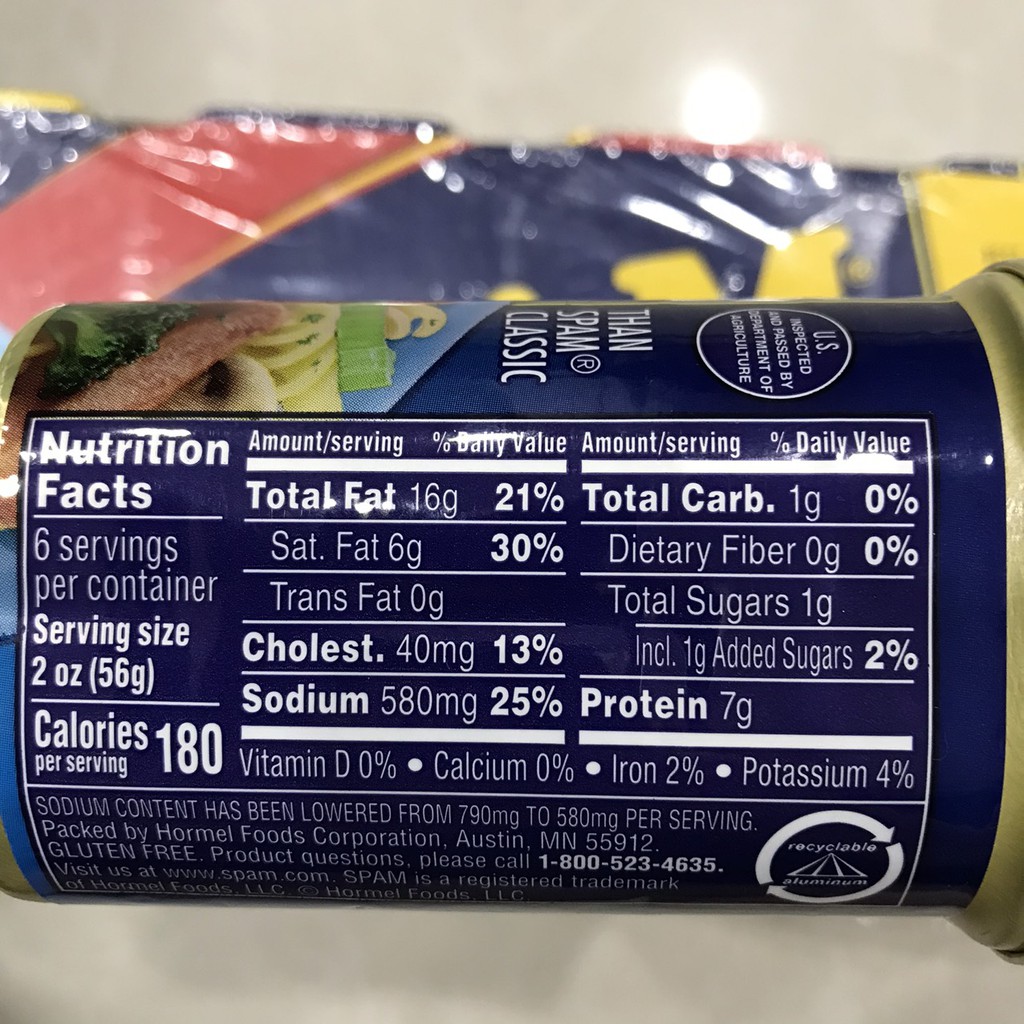 THAN
SPAM®
CLASSIC
U.S.
INSPECTED
AND PASSED BY
DEPARTMENT OF
AGRICULTURE
Nutrition
Facts
6 servings
per container
Serving size
2 oz (56g)
Calories 180
per serving
Amount/serving % Daily Value
Total Fat 16g 21%
Sat. Fat 6g 30%
Trans Fat 0g
Cholest. 40mg 13%
Sodium 580mg 25%
Amount/serving % Daily Value
Total Carb. 1g 0%
Dietary Fiber 0g 0%
Total Sugars 1g
Incl. 1g Added Sugars 2%
Protein 7g
Vitamin D 0% • Calcium 0% • Iron 2% • Potassium 4%
SODIUM CONTENT HAS BEEN LOWERED FROM 790mg TO 580mg PER SERVING.
Packed by Hormel Foods Corporation, Austin, MN 55912.
GLUTEN FREE. Product questions, please call 1-800-523-4635.
Visit us at www.spam.com. SPAM is a registered trademark
of Hormel Foods, LLC. © Hormel Foods, LLC
recyclable
aluminum